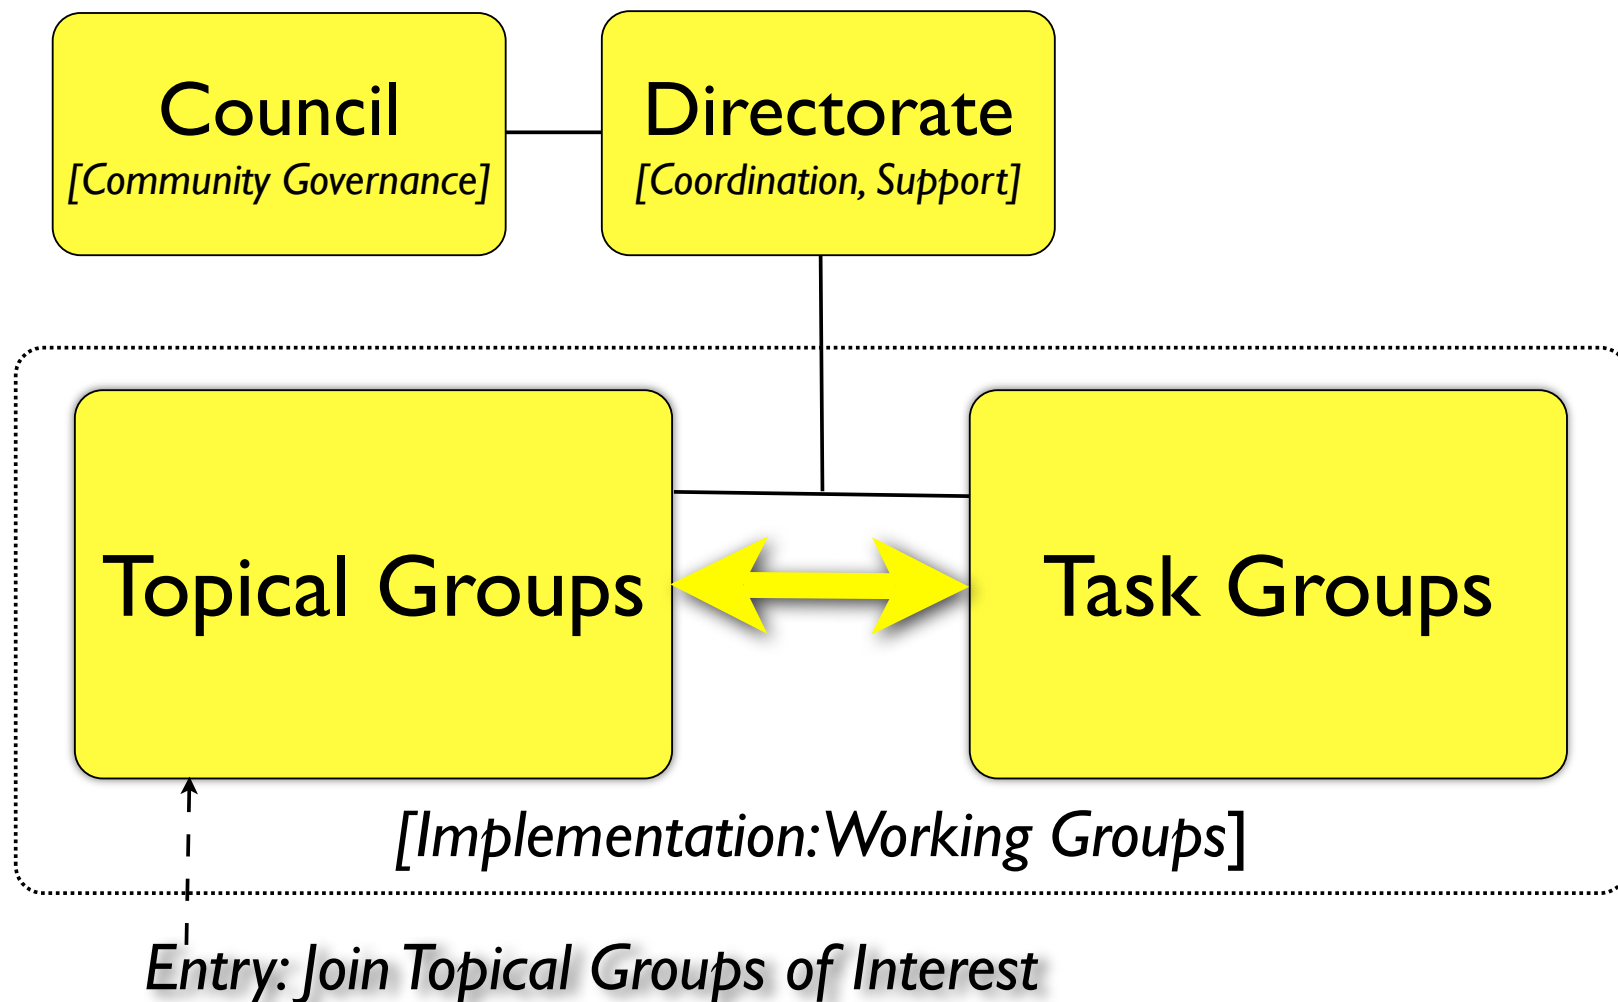 Council
[Community Governance]
Directorate
[Coordination, Support]
Topical Groups
Task Groups
[Implementation: Working Groups]
Entry: Join Topical Groups of Interest